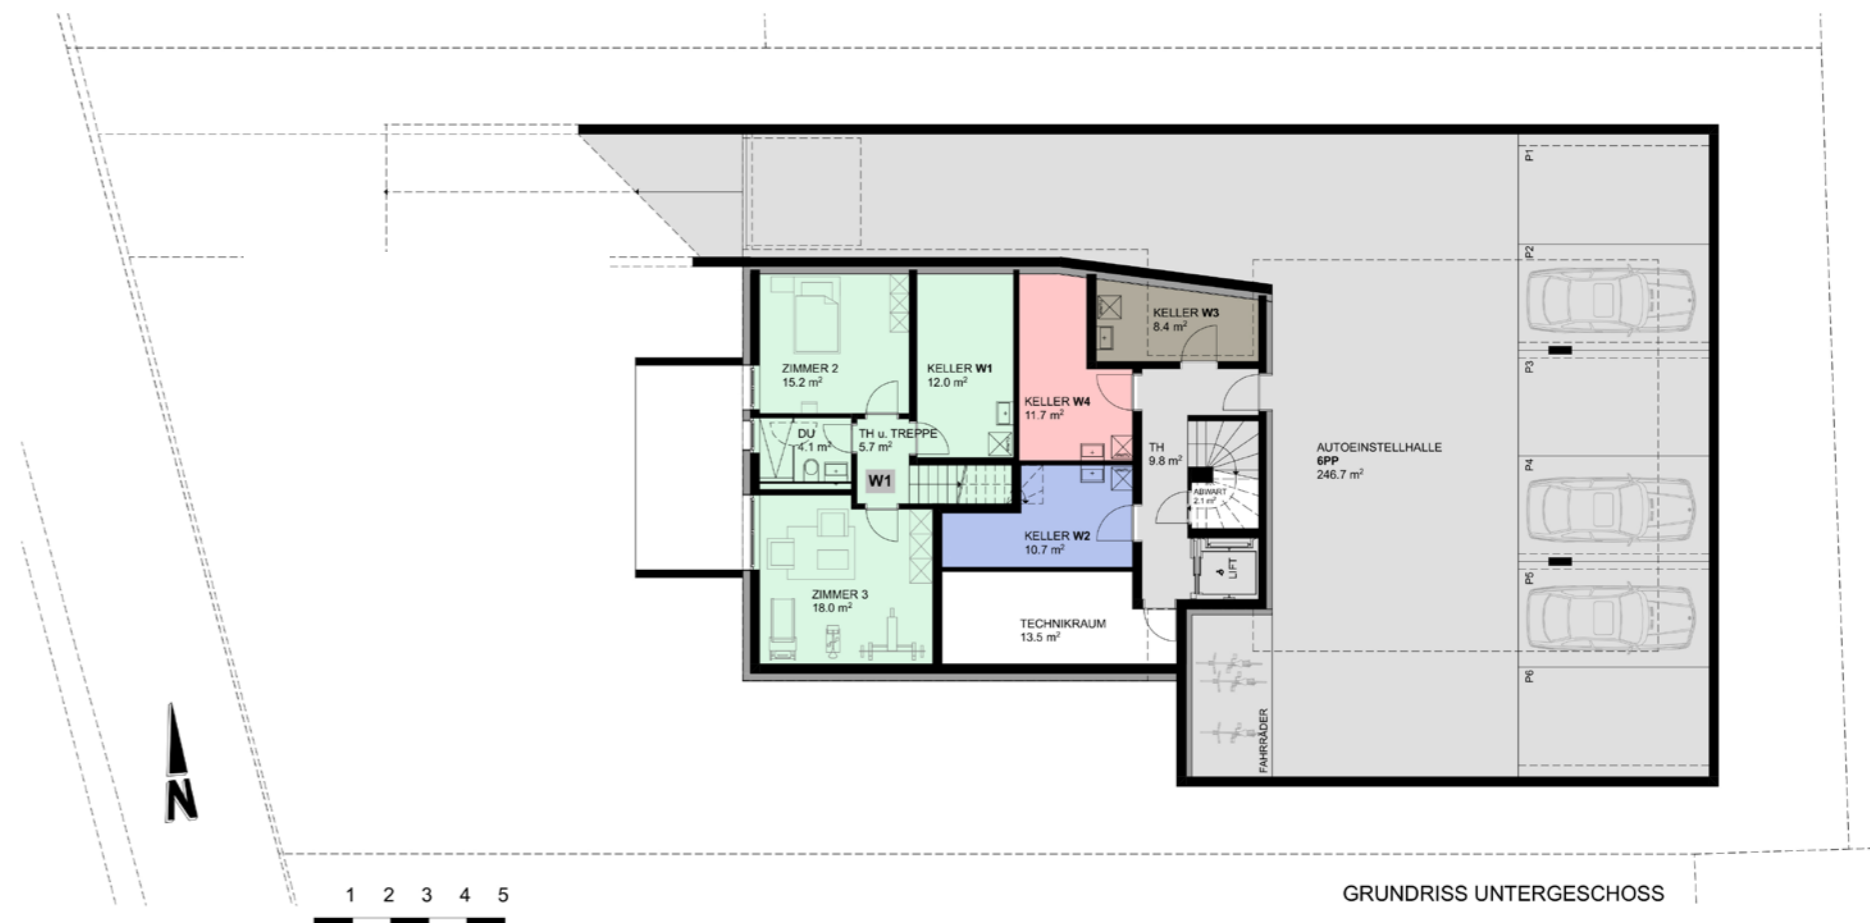 P1
P2
KELLER W3
8.4 m²
ZIMMER 2
15.2 m²
KELLER W1
12.0 m²
P3
KELLER W4
11.7 m²
DU
4.1 m²
TH u. TREPPE
5.7 m²
TH
9.8 m²
AUTOEINSTELLHALLE
6PP
246.7 m²
P4
W1
ABWART
2.1 m²
KELLER W2
10.7 m²
LIFT
P5
ZIMMER 3
18.0 m²
TECHNIKRAUM
13.5 m²
P6
FAHRRÄDER
N
1 2 3 4 5
GRUNDRISS UNTERGESCHOSS